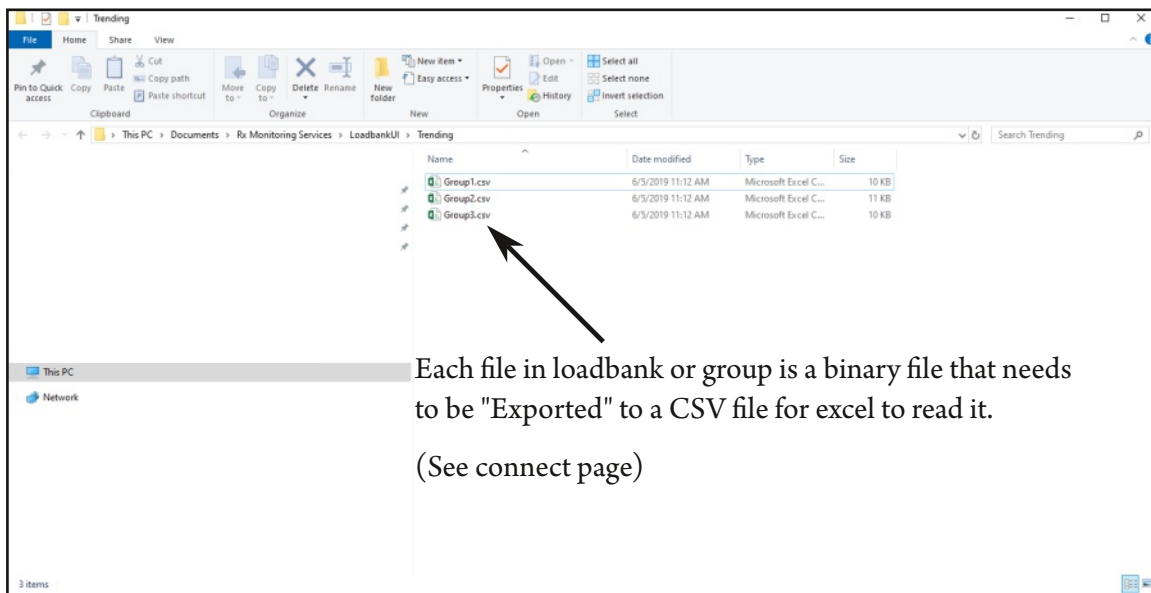 Trending
File Home Share View
Pin to Quick access
Copy
Paste
Cut
Copy path
Paste shortcut
Clipboard
Move to
Copy to
Delete
Rename
Organize
New folder
New item
Easy access
New
Properties
Open
Edit
History
Open
Select all
Select none
Invert selection
Select
This PC > Documents > Rx Monitoring Services > LoadbankUI > Trending
Search Trending
Name Date modified Type Size
Group1.csv 6/5/2019 11:12 AM Microsoft Excel C... 10 KB
Group2.csv 6/5/2019 11:12 AM Microsoft Excel C... 11 KB
Group3.csv 6/5/2019 11:12 AM Microsoft Excel C... 10 KB
This PC
Network
Each file in loadbank or group is a binary file that needs
to be "Exported" to a CSV file for excel to read it.
(See connect page)
3 items